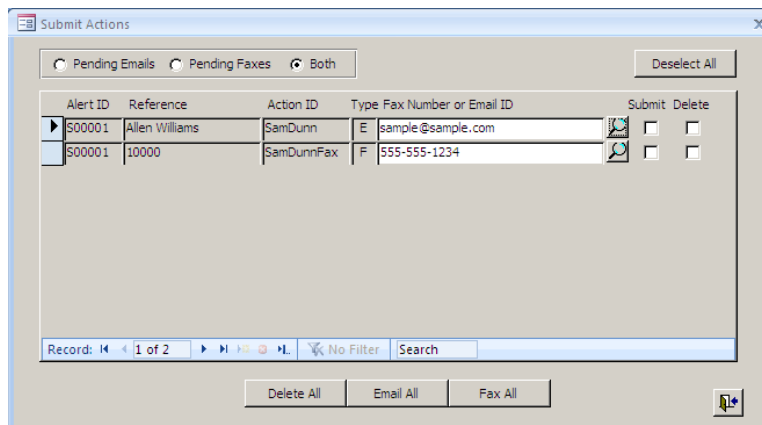 Submit Actions
Pending Emails Pending Faxes Both Deselect All
Alert ID Reference Action ID Type Fax Number or Email ID Submit Delete
S00001 Allen Williams SamDunn E sample@sample.com
S00001 10000 SamDunnFax F 555-555-1234
Record: 1 of 2 No Filter Search
Delete All Email All Fax All